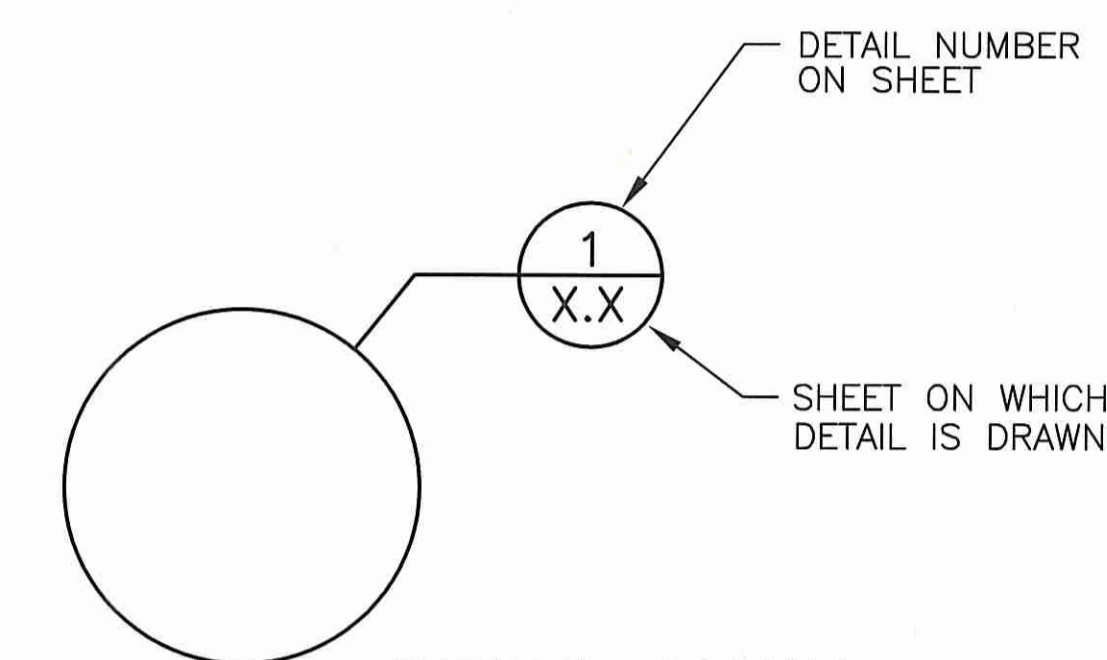 DETAIL NUMBER
ON SHEET
1
X.X
SHEET ON WHICH
DETAIL IS DRAWN